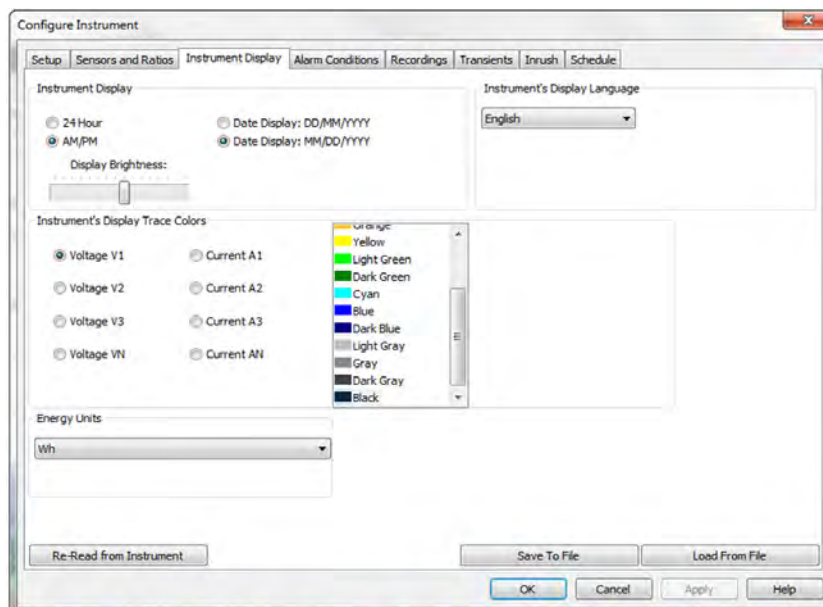 Configure Instrument
Setup Sensors and Ratios Instrument Display Alarm Conditions Recordings Transients Inrush Schedule
Instrument Display
24 Hour
AM/PM
Date Display: DD/MM/YYYY
Date Display: MM/DD/YYYY
Display Brightness:
Instrument's Display Language
English
Instrument's Display Trace Colors
Voltage V1
Voltage V2
Voltage V3
Voltage VN
Current A1
Current A2
Current A3
Current AN
Orange
Yellow
Light Green
Dark Green
Cyan
Blue
Dark Blue
Light Gray
Gray
Dark Gray
Black
Energy Units
Wh
Re-Read from Instrument
Save To File
Load From File
OK
Cancel
Apply
Help